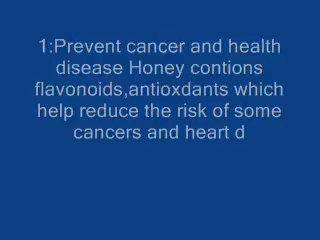 1:Prevent cancer and health
disease Honey contions
flavonoids,antioxdants which
help reduce the risk of some
cancers and heart d